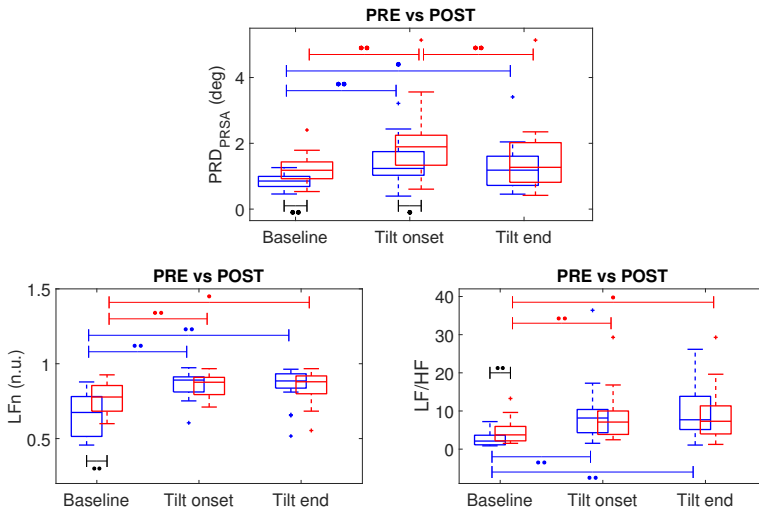 PRE vs POST
PRD_PRSA (deg)
4
2
0
Baseline
Tilt onset
Tilt end
PRE vs POST
LFn (n.u.)
1.5
1
0.5
Baseline
Tilt onset
Tilt end
PRE vs POST
LF/HF
40
30
20
10
0
Baseline
Tilt onset
Tilt end